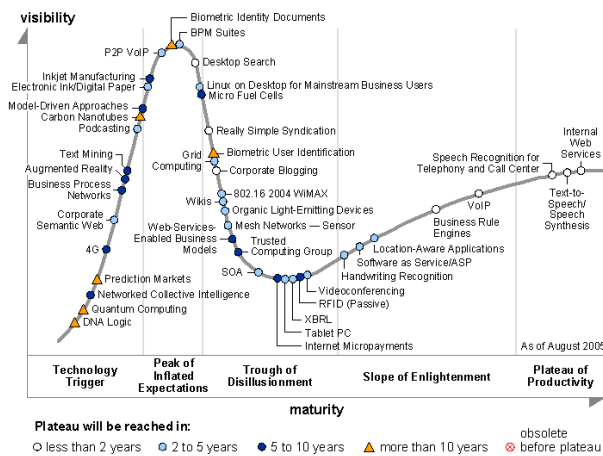 visibility
Biometric Identity Documents
BPM Suites
P2P VoIP
Desktop Search
Inkjet Manufacturing
Electronic Ink/Digital Paper
Linux on Desktop for Mainstream Business Users
Micro Fuel Cells
Model-Driven Approaches
Carbon Nanotubes
Podcasting
Really Simple Syndication
Text Mining
Augmented Reality
Business Process
Networks
Grid
Computing
Biometric User Identification
Corporate Blogging
Internal
Web
Services
Speech Recognition for
Telephony and Call Center
Wikis
802.16 2004 WiMAX
Organic Light-Emitting Devices
VoIP
Text-to-
Speech/
Speech
Synthesis
Corporate
Semantic Web
Mesh Networks — Sensor
Business Rule
Engines
Web-Services-
Enabled Business
Models
Trusted
Computing Group
Location-Aware Applications
4G
Software as Service/ASP
SOA
Handwriting Recognition
Prediction Markets
Videoconferencing
Networked Collective Intelligence
RFID (Passive)
Quantum Computing
XBRL
DNA Logic
Tablet PC
Internet Micropayments
As of August 2005
Technology
Trigger
Peak of
Inflated
Expectations
Trough of
Disillusionment
Slope of Enlightenment
Plateau of
Productivity
maturity
Plateau will be reached in:
less than 2 years
2 to 5 years
5 to 10 years
more than 10 years
obsolete
before plateau